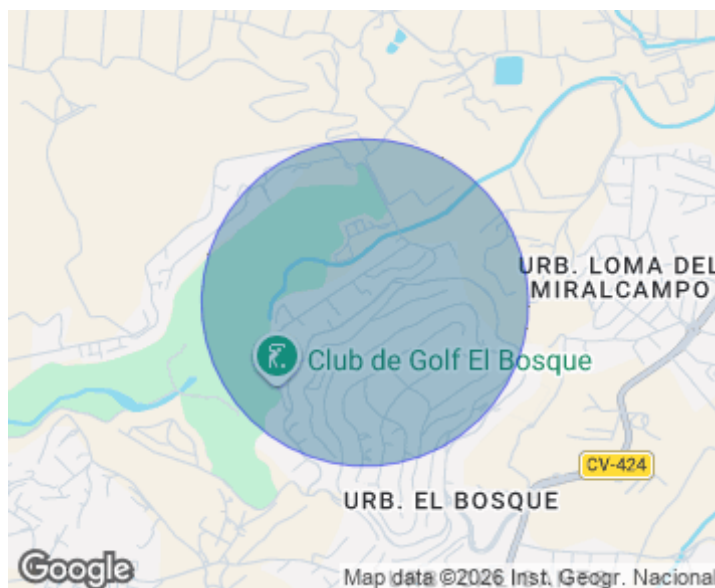 URB. LOMA DEL
MIRALCAMPO
Club de Golf El Bosque
CV-424
URB. EL BOSQUE
Google
Map data ©2026 Inst. Geogr. Nacional